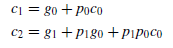 c1 = g0 + p0c0
c2 = g1 + p1g0 + p1p0c0